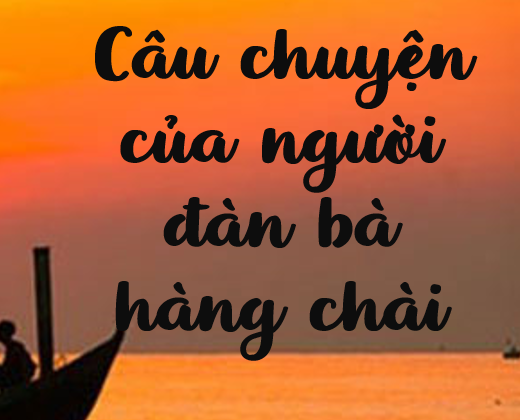 Câu chuyện
của người
đàn bà
hàng chài